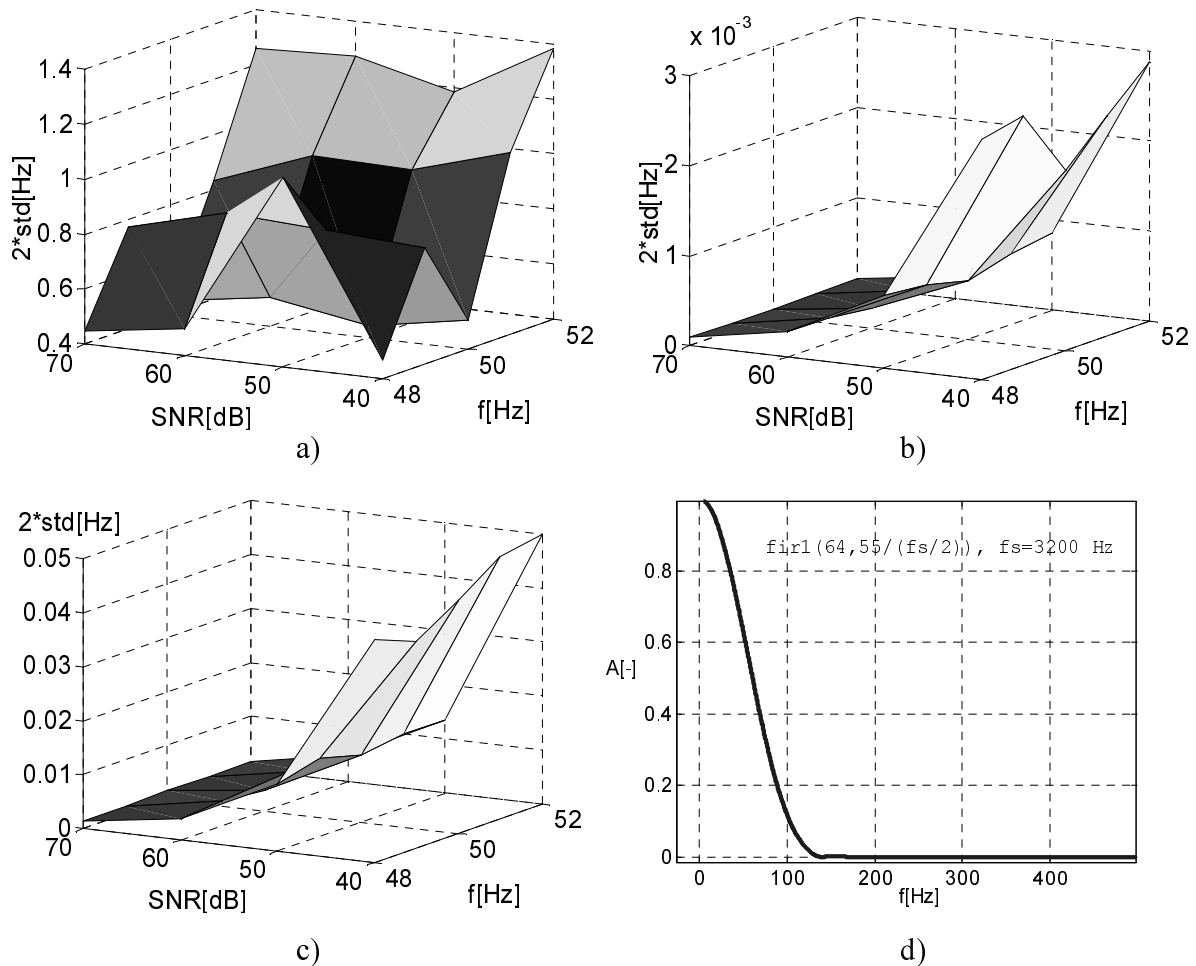 1.4
1.2
1
0.8
0.6
0.4
2*std[Hz]
70
60
50
40
48
50
52
SNR[dB]
f[Hz]
a)
x 10-3
3
2
1
0
2*std[Hz]
70
60
50
40
48
50
52
SNR[dB]
f[Hz]
b)
2*std[Hz]
0.05
0.04
0.03
0.02
0.01
0
70
60
50
40
48
50
52
SNR[dB]
f[Hz]
c)
fir1(64,55/(fs/2)), fs=3200 Hz
0.8
0.6
A[-]
0.4
0.2
0
0
100
200
300
400
f[Hz]
d)